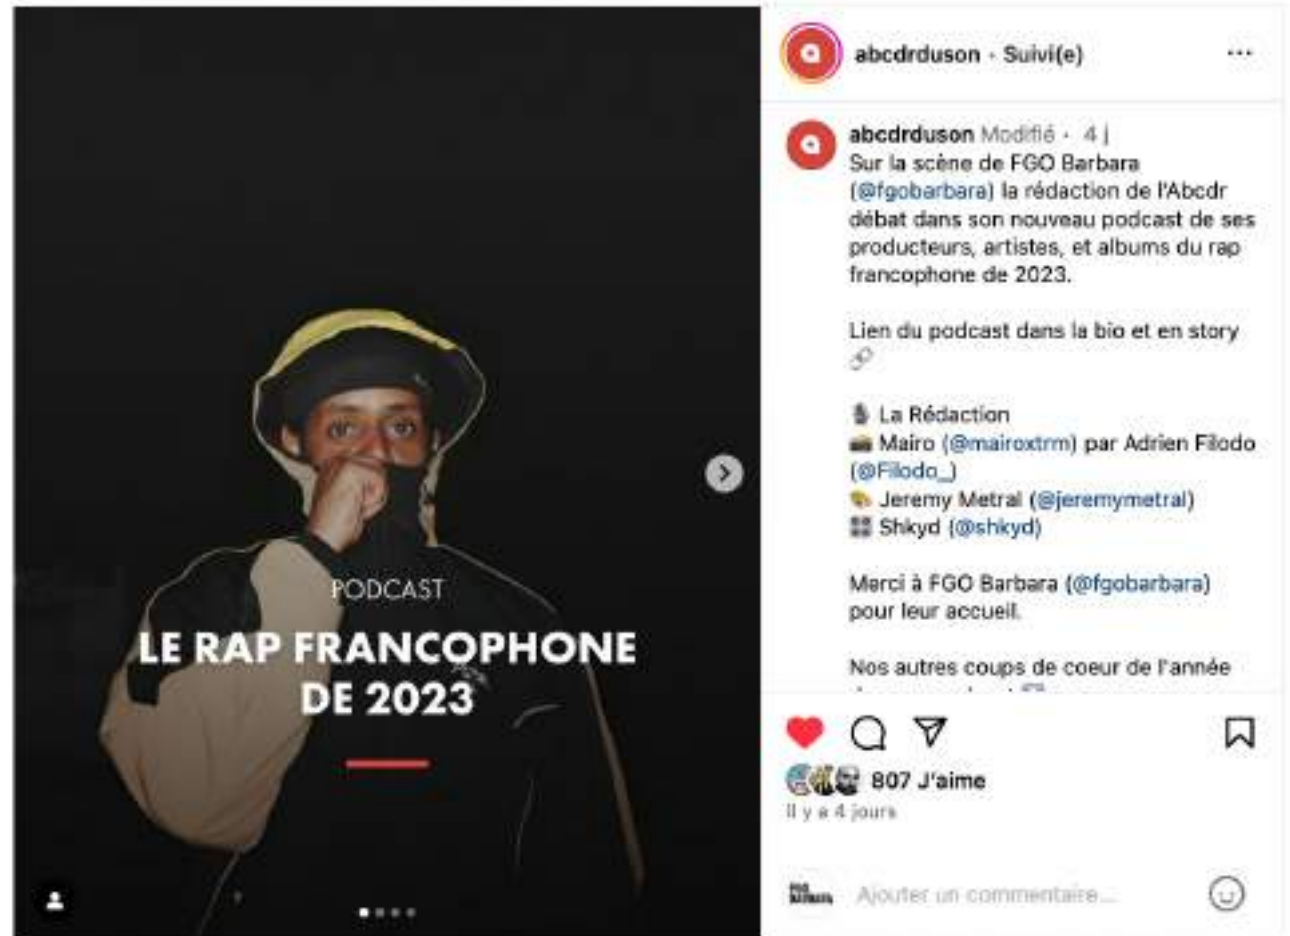 PODCAST
LE RAP FRANCOPHONE
DE 2023
abcdrduson • Suivi(e)
abcdrduson Modifié • 4 j
Sur la scène de FGO Barbara
(@fgobarbara) la rédaction de l'Abcdr
débat dans son nouveau podcast de ses
producteurs, artistes, et albums du rap
francophone de 2023.
Lien du podcast dans la bio et en story
La Rédaction
Mairo (@mairoxtrm) par Adrien Filodo
(@Filodo_)
Jeremy Metral (@jeremymetral)
Shkyd (@shkyd)
Merci à FGO Barbara (@fgobarbara)
pour leur accueil.
Nos autres coups de coeur de l'année
807 J'aime
Il y a 4 jours
Ajouter un commentaire...